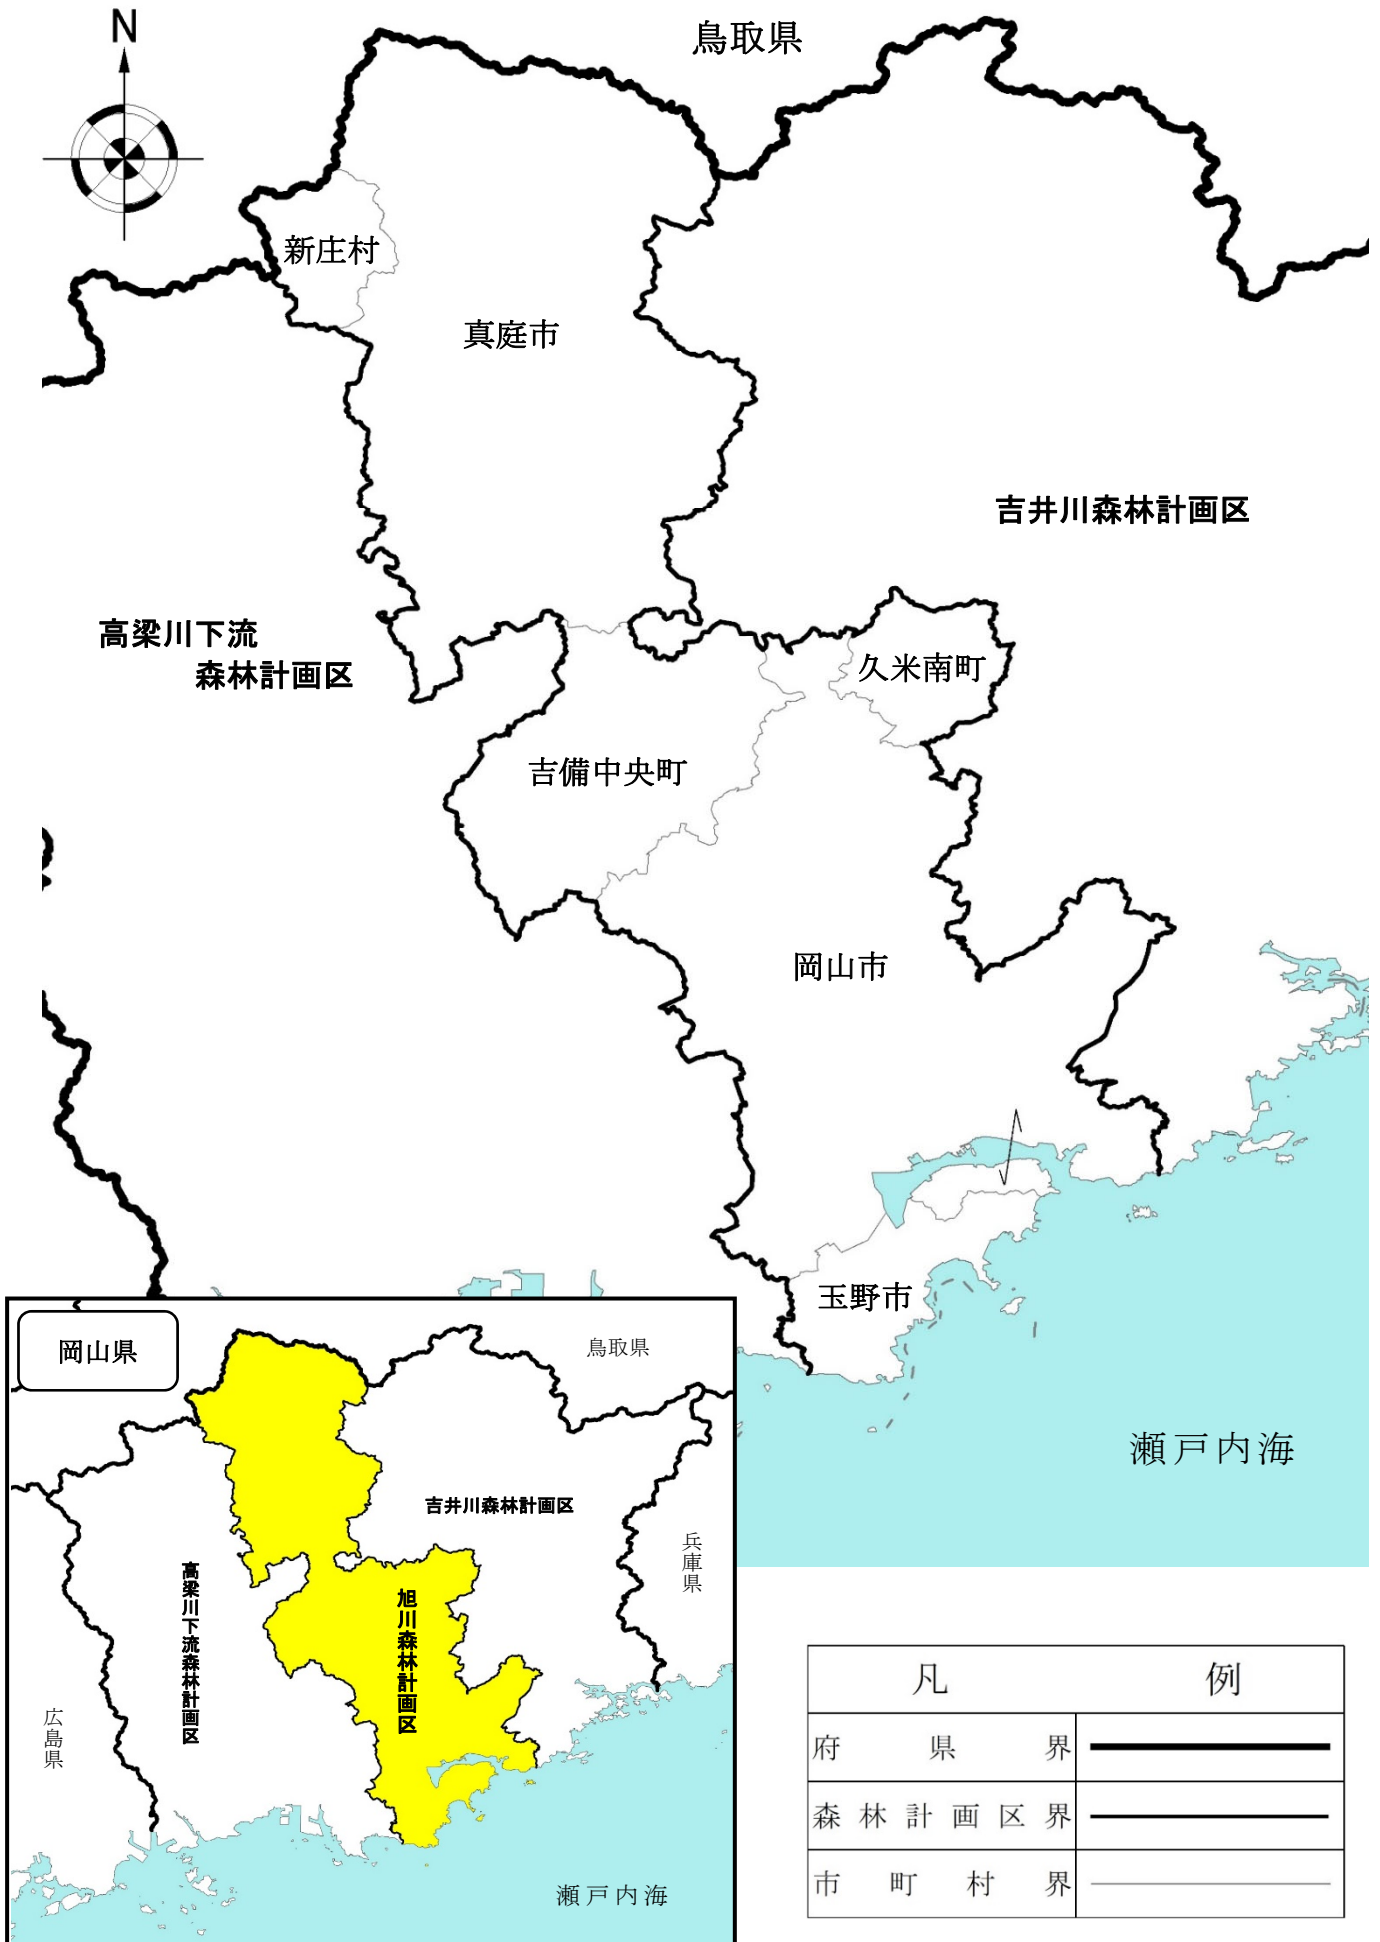 N
鳥取県
新庄村
真庭市
吉井川森林計画区
高梁川下流
森林計画区
久米南町
吉備中央町
岡山市
玉野市
瀬戸内海
岡山県
鳥取県
吉井川森林計画区
兵庫県
高梁川下流森林計画区
旭川森林計画区
広島県
瀬戸内海
凡例
府県界
森林計画区界
市町村界